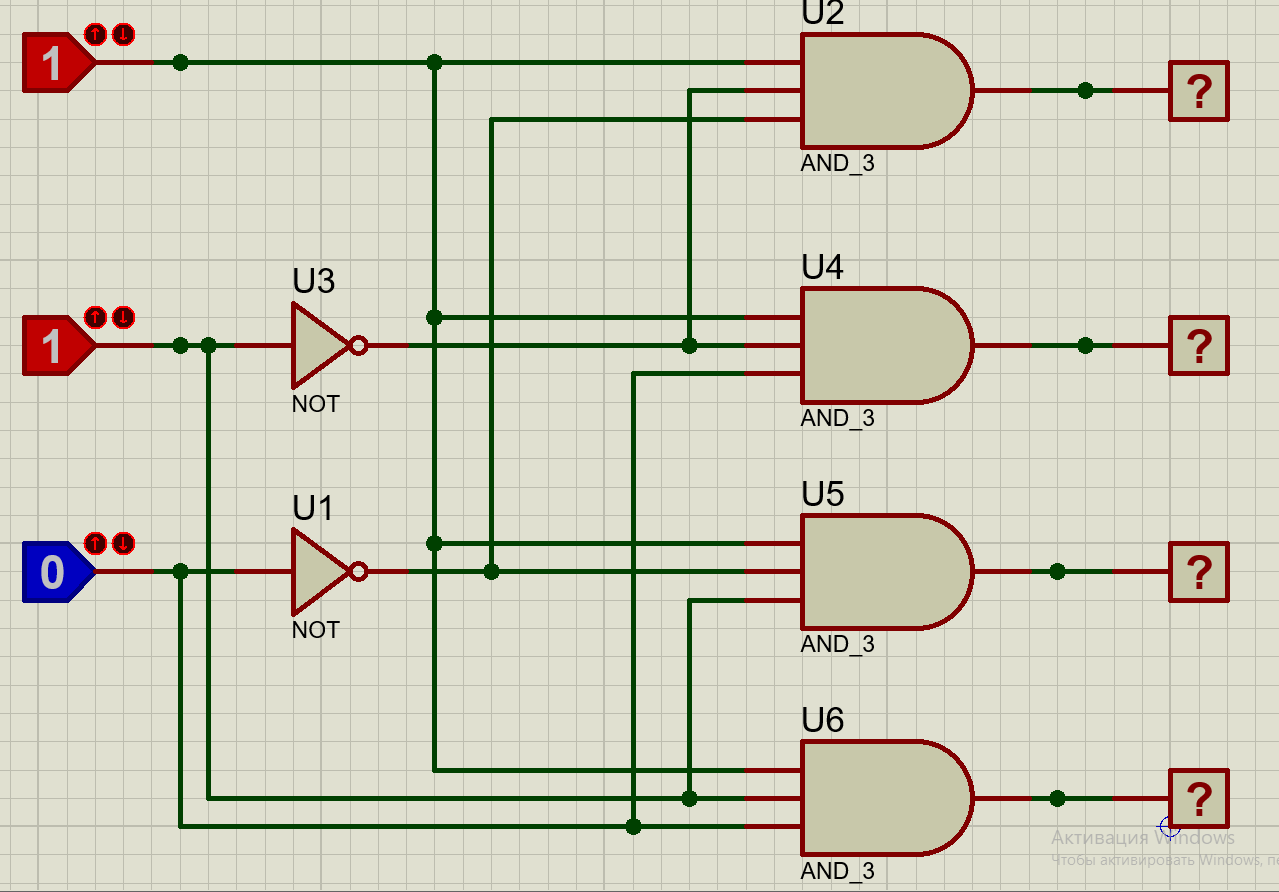 U2
1
?
AND_3
U3
U4
1
?
NOT
AND_3
U1
U5
0
?
NOT
AND_3
U6
?
Активация Windows
Чтобы активировать Windows,
AND_3